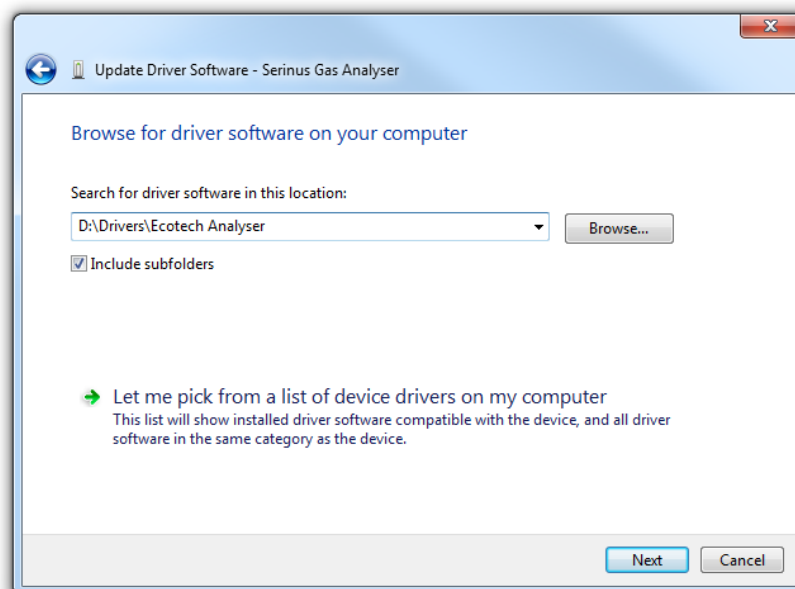 Update Driver Software - Serinus Gas Analyser
Browse for driver software on your computer
Search for driver software in this location:
D:\Drivers\Ecotech Analyser
Browse...
Include subfolders
Let me pick from a list of device drivers on my computer
This list will show installed driver software compatible with the device, and all driver
software in the same category as the device.
Next
Cancel